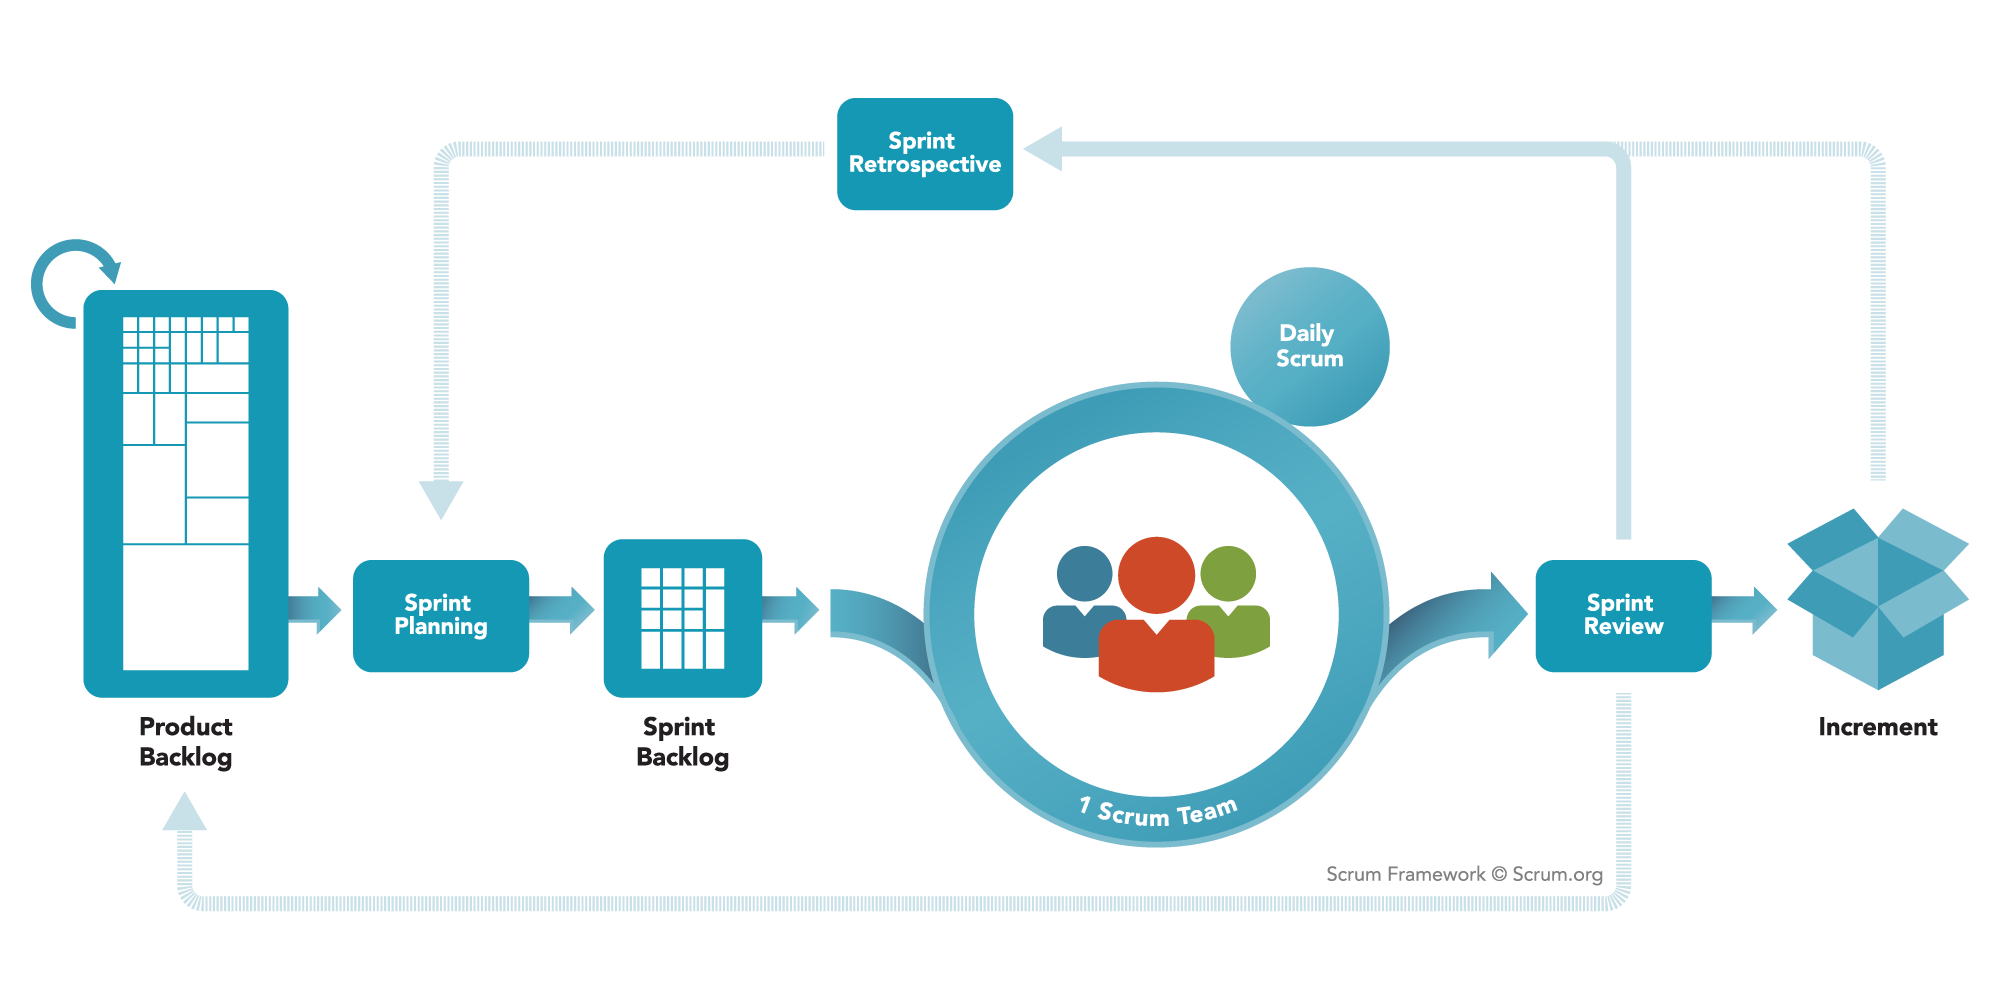 Sprint
Retrospective
Daily
Scrum
Sprint
Planning
Sprint
Review
Product
Backlog
Sprint
Backlog
Increment
1 Scrum Team
Scrum Framework © Scrum.org